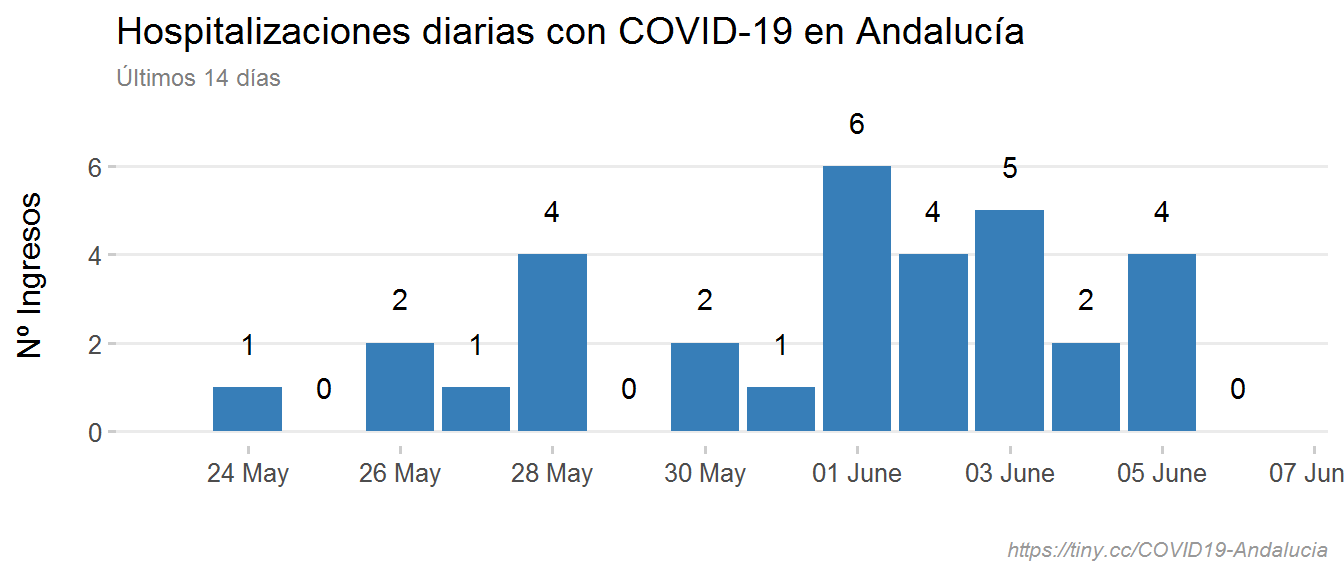 Hospitalizaciones diarias con COVID-19 en Andalucía
Últimos 14 días
Nº Ingresos
6
4
2
0
1
0
2
1
4
0
2
1
6
4
5
2
4
0
24 May
26 May
28 May
30 May
01 June
03 June
05 June
07 Jun
https://tiny.cc/COVID19-Andalucia